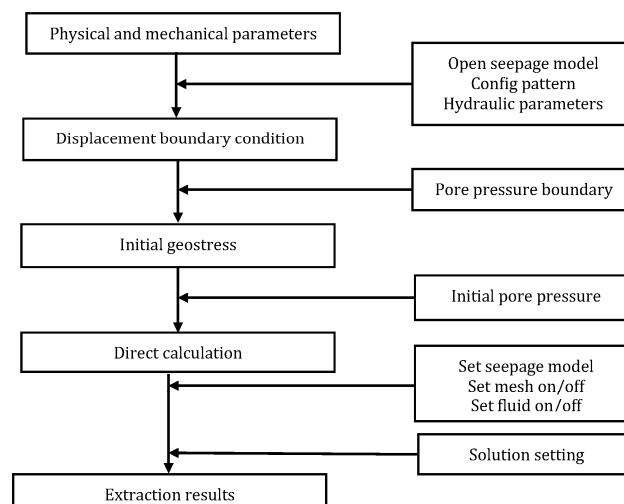 Physical and mechanical parameters
Open seepage model
Config pattern
Hydraulic parameters
Displacement boundary condition
Pore pressure boundary
Initial geostress
Initial pore pressure
Direct calculation
Set seepage model
Set mesh on/off
Set fluid on/off
Solution setting
Extraction results